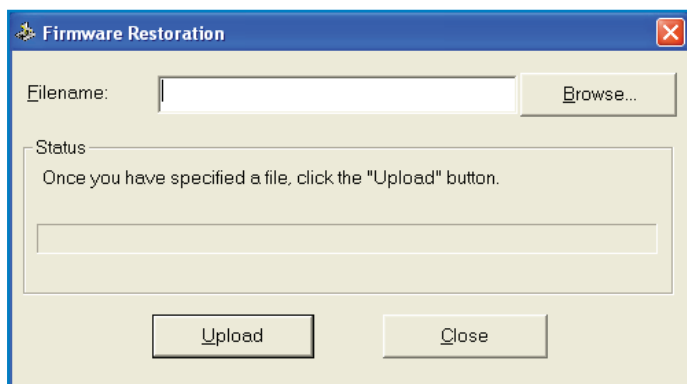 Firmware Restoration
Filename:
Browse...
Status
Once you have specified a file, click the "Upload" button.
Upload
Close